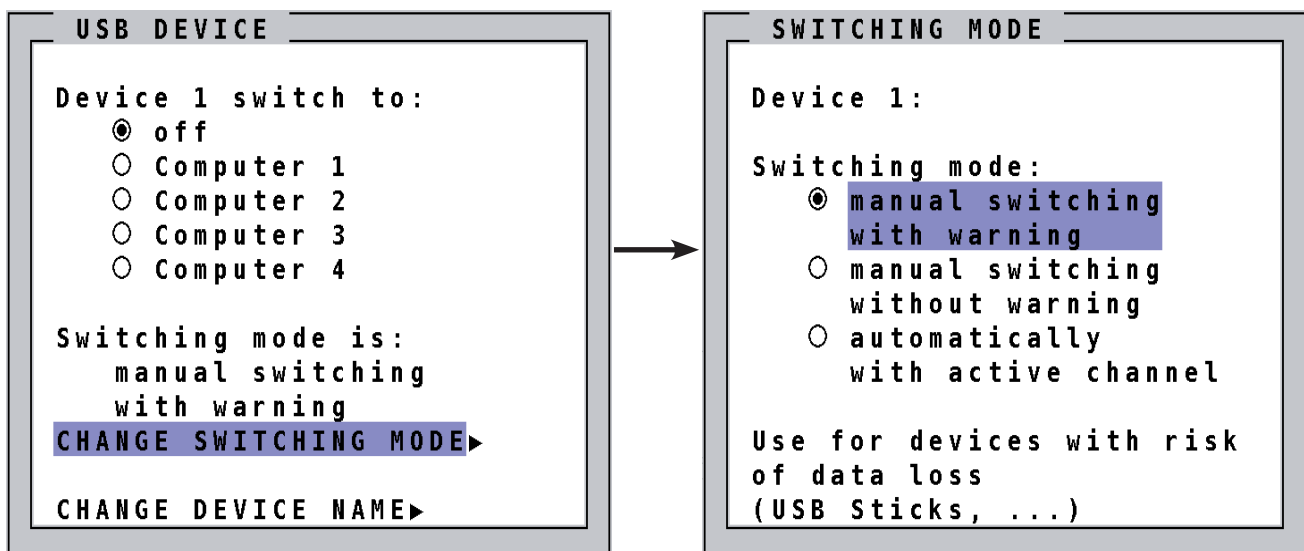 USB DEVICE
Device 1 switch to:
off
Computer 1
Computer 2
Computer 3
Computer 4
Switching mode is:
manual switching
with warning
CHANGE SWITCHING MODE▶
CHANGE DEVICE NAME▶
SWITCHING MODE
Device 1:
Switching mode:
manual switching
with warning
manual switching
without warning
automatically
with active channel
Use for devices with risk
of data loss
(USB Sticks, ...)